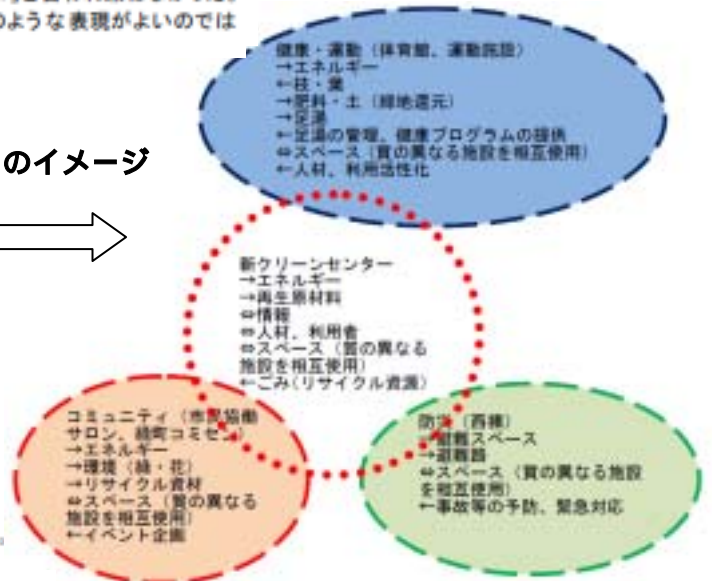 のような表現がよいのでは
のイメージ
健康・運動（体育館、運動施設）
→エネルギー
←枝・葉
→肥料・土（緑地還元）
→足湯
←足湯の管理、健康プログラムの提供
⇔スペース（質の異なる施設を相互使用）
←人材、利用活性化
新クリーンセンター
→エネルギー
→再生原材料
⇔情報
⇔人材、利用者
⇔スペース（質の異なる
施設を相互使用）
←ごみ（リサイクル資源）
コミュニティ（市民協働
サロン、緑町コミセン）
→エネルギー
→環境（緑・花）
→リサイクル資材
⇔スペース（質の異なる
施設を相互使用）
←イベント企画
防災（西棟）
避難スペース
→避難路
⇔スペース（質の異なる施設
を相互使用）
←事故等の予防、緊急対応